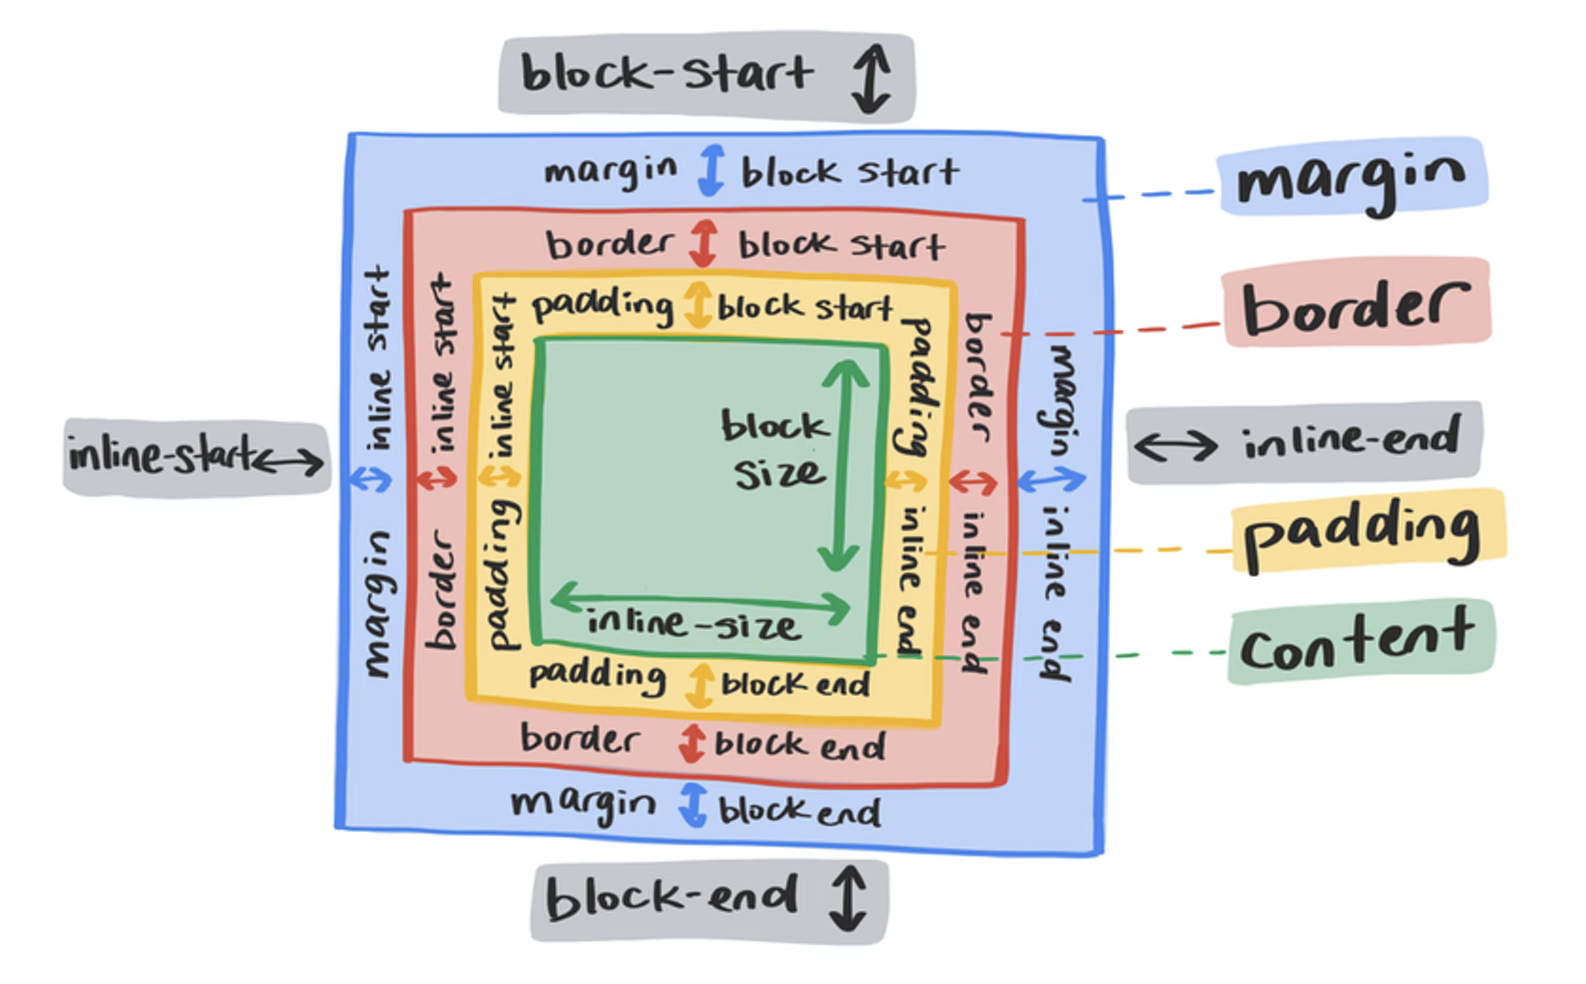 block-start
margin block start
margin
border block start
border
padding block start
inline start
margin
inline start
border
inline start
padding
block
size
inline-size
padding
inline end
border
inline end
margin
inline end
inline-start
inline-end
padding
content
padding block end
border block end
margin block end
block-end